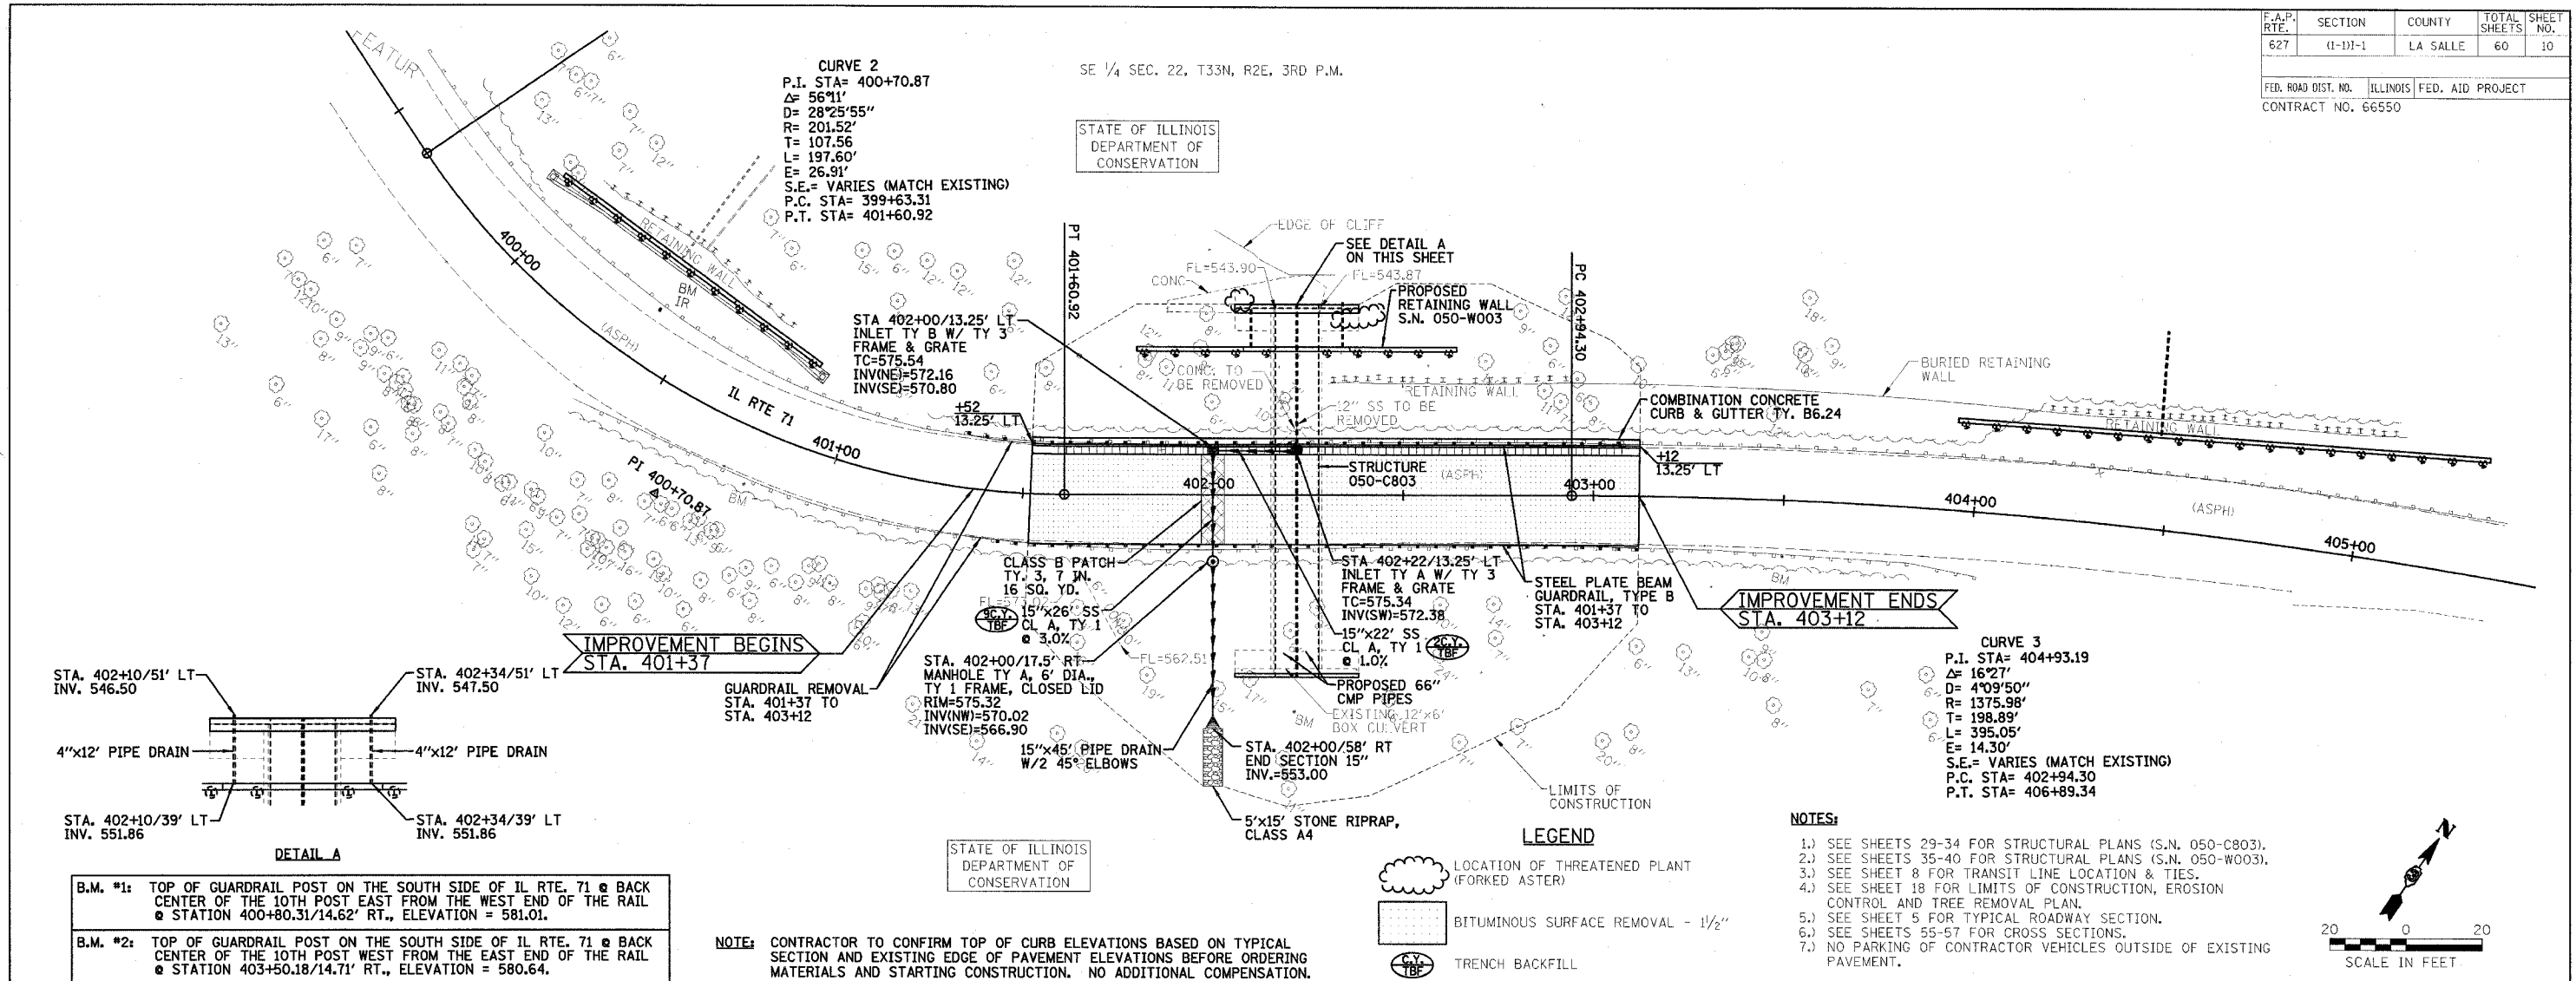 F.A.P. RTE. SECTION COUNTY TOTAL SHEETS SHEET NO.
627 (1-1)I-1 LA SALLE 60 10
FED. ROAD DIST. NO. ILLINOIS FED. AID PROJECT
CONTRACT NO. 66550
FEATUR
CURVE 2
P.I. STA= 400+70.87
Δ= 56°11'
D= 28°25'55"
R= 201.52'
T= 107.56
L= 197.60'
E= 26.91'
S.E.= VARIES (MATCH EXISTING)
P.C. STA= 399+63.31
P.T. STA= 401+60.92
SE 1/4 SEC. 22, T33N, R2E, 3RD P.M.
STATE OF ILLINOIS
DEPARTMENT OF
CONSERVATION
EDGE OF CLIFF
SEE DETAIL A
ON THIS SHEET
FL=543.90
FL=543.87
CONC
PROPOSED
RETAINING WALL
S.N. 050-W003
PT 401+60.92
PC 402+94.30
RETAINING WALL
BM
IR
(ASPH)
400+00
IL RTE 71
401+00
PI 400+70.87
BM
STA 402+00/13.25' LT
INLET TY B W/ TY 3
FRAME & GRATE
TC=575.54
INV(NE)=572.16
INV(SE)=570.80
+52
13.25' LT
CONC. TO
BE REMOVED
12" SS TO BE
REMOVED
RETAINING WALL
COMBINATION CONCRETE
CURB & GUTTER TY. B6.24
BURIED RETAINING
WALL
RETAINING WALL
+12
13.25' LT
STRUCTURE
050-C803
(ASPH)
402+00
403+00
404+00
(ASPH)
405+00
BM
CLASS B PATCH
TY. 3, 7 IN.
16 SQ. YD.
FL=573.02
9C.Y.
TBF
15"x26' SS
CL A, TY 1
@ 3.0%
STA 402+22/13.25' LT
INLET TY A W/ TY 3
FRAME & GRATE
TC=575.34
INV(SW)=572.38
15"x22' SS
CL A, TY 1
@ 1.0%
2C.Y.
TBF
STEEL PLATE BEAM
GUARDRAIL, TYPE B
STA. 401+37 TO
STA. 403+12
IMPROVEMENT ENDS
STA. 403+12
IMPROVEMENT BEGINS
STA. 401+37
GUARDRAIL REMOVAL
STA. 401+37 TO
STA. 403+12
STA. 402+00/17.5' RT
MANHOLE TY A, 6' DIA.,
TY 1 FRAME, CLOSED LID
RIM=575.32
INV(NW)=570.02
INV(SE)=566.90
FL=562.51
PROPOSED 66"
CMP PIPES
EXISTING 12'x6'
BOX CULVERT
BM
15"x45' PIPE DRAIN
W/2 45° ELBOWS
STA. 402+00/58' RT
END SECTION 15"
INV.=553.00
5'x15' STONE RIPRAP,
CLASS A4
LIMITS OF
CONSTRUCTION
CURVE 3
P.I. STA= 404+93.19
Δ= 16°27'
D= 4°09'50"
R= 1375.98'
T= 198.89'
L= 395.05'
E= 14.30'
S.E.= VARIES (MATCH EXISTING)
P.C. STA= 402+94.30
P.T. STA= 406+89.34
STA. 402+10/51' LT
INV. 546.50
STA. 402+34/51' LT
INV. 547.50
4"x12' PIPE DRAIN
4"x12' PIPE DRAIN
STA. 402+10/39' LT
INV. 551.86
STA. 402+34/39' LT
INV. 551.86
DETAIL A
B.M. #1: TOP OF GUARDRAIL POST ON THE SOUTH SIDE OF IL RTE. 71 @ BACK
CENTER OF THE 10TH POST EAST FROM THE WEST END OF THE RAIL
@ STATION 400+80.31/14.62' RT., ELEVATION = 581.01.
B.M. #2: TOP OF GUARDRAIL POST ON THE SOUTH SIDE OF IL RTE. 71 @ BACK
CENTER OF THE 10TH POST WEST FROM THE EAST END OF THE RAIL
@ STATION 403+50.18/14.71' RT., ELEVATION = 580.64.
STATE OF ILLINOIS
DEPARTMENT OF
CONSERVATION
NOTE: CONTRACTOR TO CONFIRM TOP OF CURB ELEVATIONS BASED ON TYPICAL
SECTION AND EXISTING EDGE OF PAVEMENT ELEVATIONS BEFORE ORDERING
MATERIALS AND STARTING CONSTRUCTION. NO ADDITIONAL COMPENSATION.
LEGEND
LOCATION OF THREATENED PLANT
(FORKED ASTER)
BITUMINOUS SURFACE REMOVAL - 1 1/2"
C.Y.
TBF
TRENCH BACKFILL
NOTES:
1.) SEE SHEETS 29-34 FOR STRUCTURAL PLANS (S.N. 050-C803).
2.) SEE SHEETS 35-40 FOR STRUCTURAL PLANS (S.N. 050-W003).
3.) SEE SHEET 8 FOR TRANSIT LINE LOCATION & TIES.
4.) SEE SHEET 18 FOR LIMITS OF CONSTRUCTION, EROSION
CONTROL AND TREE REMOVAL PLAN.
5.) SEE SHEET 5 FOR TYPICAL ROADWAY SECTION.
6.) SEE SHEETS 55-57 FOR CROSS SECTIONS.
7.) NO PARKING OF CONTRACTOR VEHICLES OUTSIDE OF EXISTING
PAVEMENT.
N
20 0 20
SCALE IN FEET